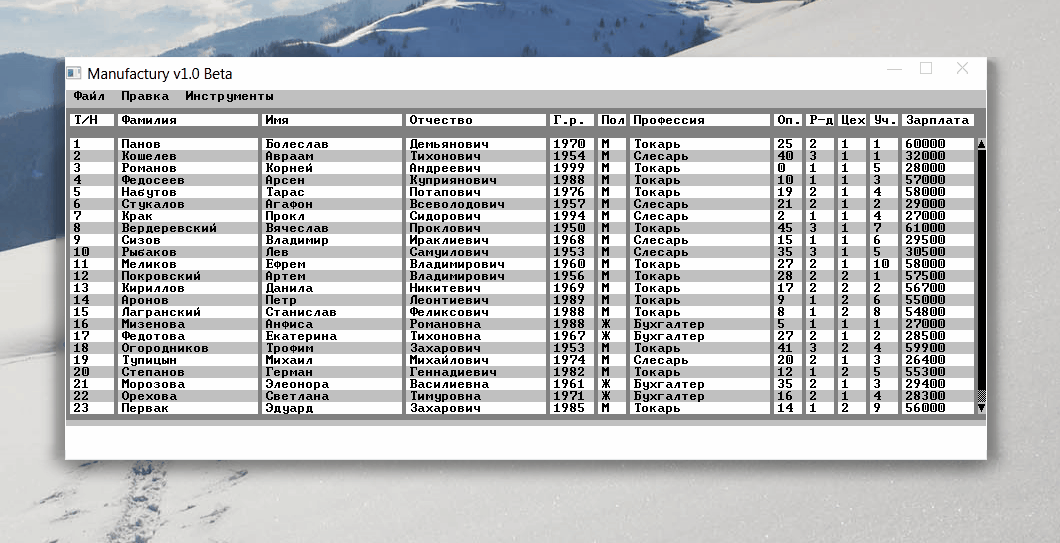 Manufactury v1.0 Beta
Файл Правка Инструменты
Т/Н Фамилия Имя Отчество Г.р. Пол Профессия Оп. Р-д Цех Уч. Зарплата
1 Панов Болеслав Демьянович 1970 М Токарь 25 2 1 1 60000
2 Кошелев Авраам Тихонович 1954 М Слесарь 40 3 1 1 32000
3 Романов Корней Андреевич 1999 М Токарь 0 1 1 5 28000
4 Федосеев Арсен Куприянович 1988 М Токарь 10 1 1 3 57000
5 Набутов Тарас Потапович 1976 М Токарь 19 2 1 4 58000
6 Стукалов Агафон Всеволодович 1957 М Слесарь 21 2 1 2 29000
7 Крак Прокл Сидорович 1994 М Слесарь 2 1 1 4 27000
8 Вердеревский Вячеслав Проклович 1950 М Токарь 45 3 1 7 61000
9 Сизов Владимир Ираклиевич 1968 М Слесарь 15 1 1 6 29500
10 Рыбаков Лев Самуилович 1953 М Слесарь 35 3 1 5 30500
11 Меликов Ефрем Владимирович 1960 М Токарь 27 2 1 10 58000
12 Покровский Артем Владимирович 1956 М Токарь 28 2 2 1 57500
13 Кириллов Данила Никитевич 1969 М Токарь 17 2 2 2 56700
14 Аронов Петр Леонтиевич 1989 М Токарь 9 1 2 6 55000
15 Лагранский Станислав Феликсович 1988 М Токарь 8 1 2 8 54800
16 Мизенова Анфиса Романовна 1988 Ж Бухгалтер 5 1 1 1 27000
17 Федотова Екатерина Тихоновна 1967 Ж Бухгалтер 27 2 1 2 28500
18 Огородников Трофим Захарович 1953 М Токарь 41 3 2 4 59900
19 Тупицын Михаил Михайлович 1974 М Слесарь 20 2 1 3 26400
20 Степанов Герман Геннадиевич 1982 М Токарь 12 1 2 5 55300
21 Морозова Элеонора Василиевна 1961 Ж Бухгалтер 35 2 1 3 29400
22 Орехова Светлана Тимуровна 1971 Ж Бухгалтер 16 2 1 4 28300
23 Первак Эдуард Захарович 1985 М Токарь 14 1 2 9 56000